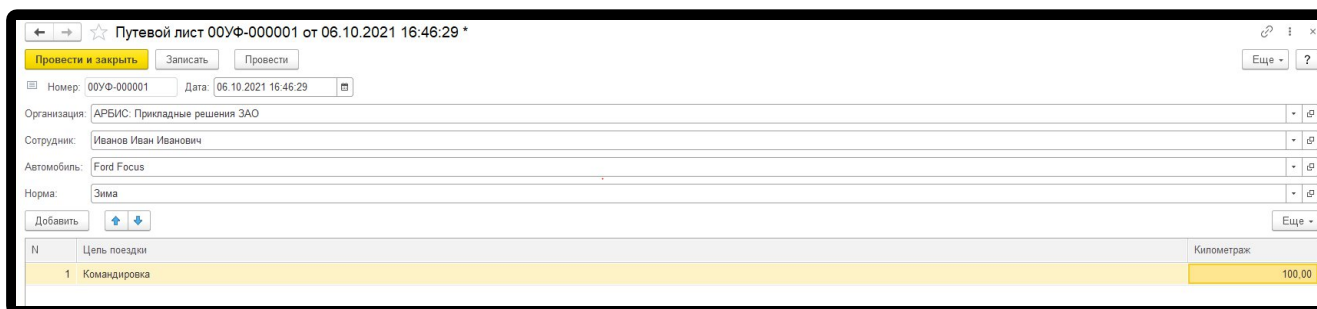 Путевой лист 00УФ-000001 от 06.10.2021 16:46:29 *
Провести и закрыть Записать Провести Еще ?
Номер: 00УФ-000001 Дата: 06.10.2021 16:46:29
Организация: АРБИС: Прикладные решения ЗАО
Сотрудник: Иванов Иван Иванович
Автомобиль: Ford Focus
Норма: Зима
Добавить Еще
N Цель поездки Километраж
1 Командировка 100,00